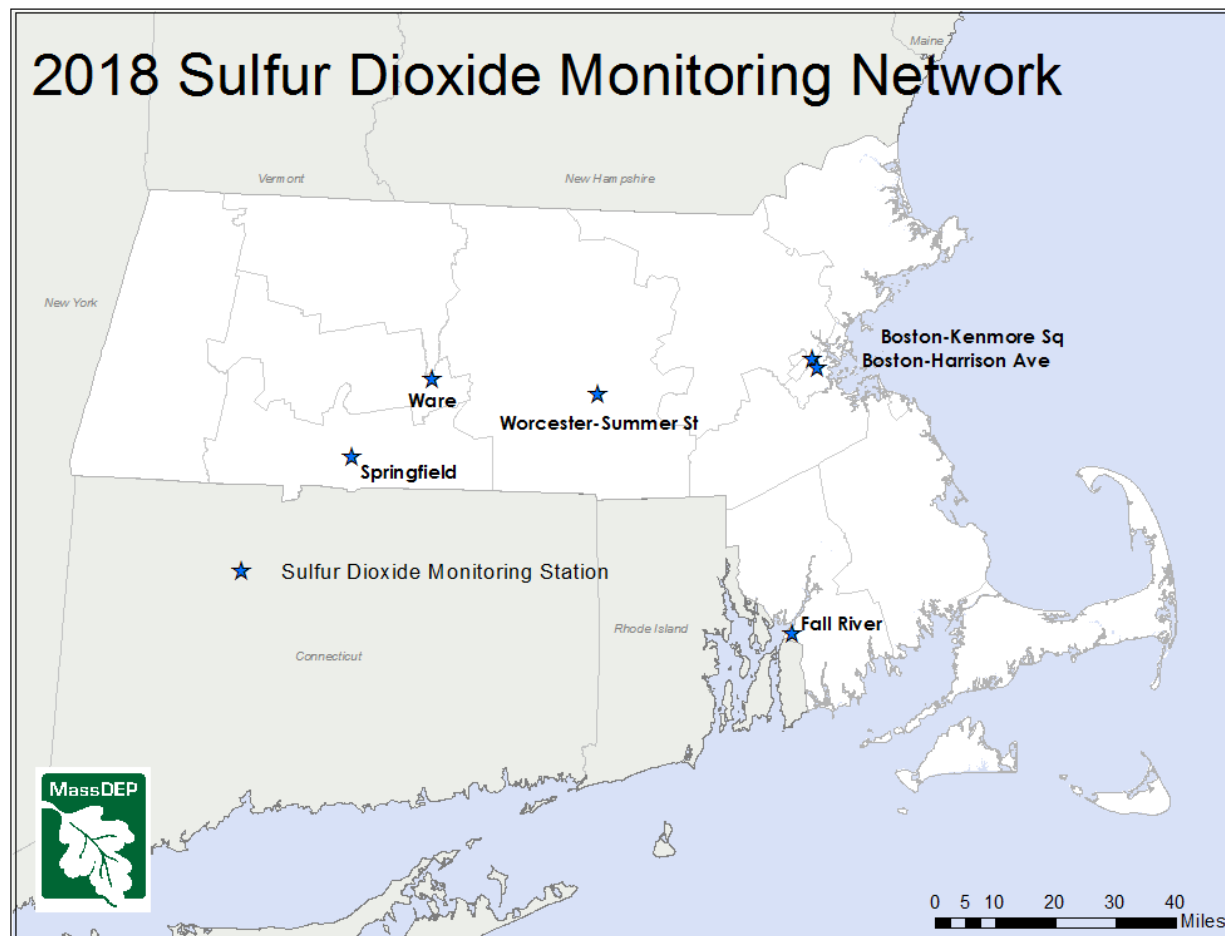 2018 Sulfur Dioxide Monitoring Network
Maine
Vermont
New Hampshire
New York
Boston-Kenmore Sq
Boston-Harrison Ave
Ware
Worcester-Summer St
Springfield
Sulfur Dioxide Monitoring Station
Fall River
Rhode Island
Connecticut
MassDEP
0 5 10 20 30 40
Miles